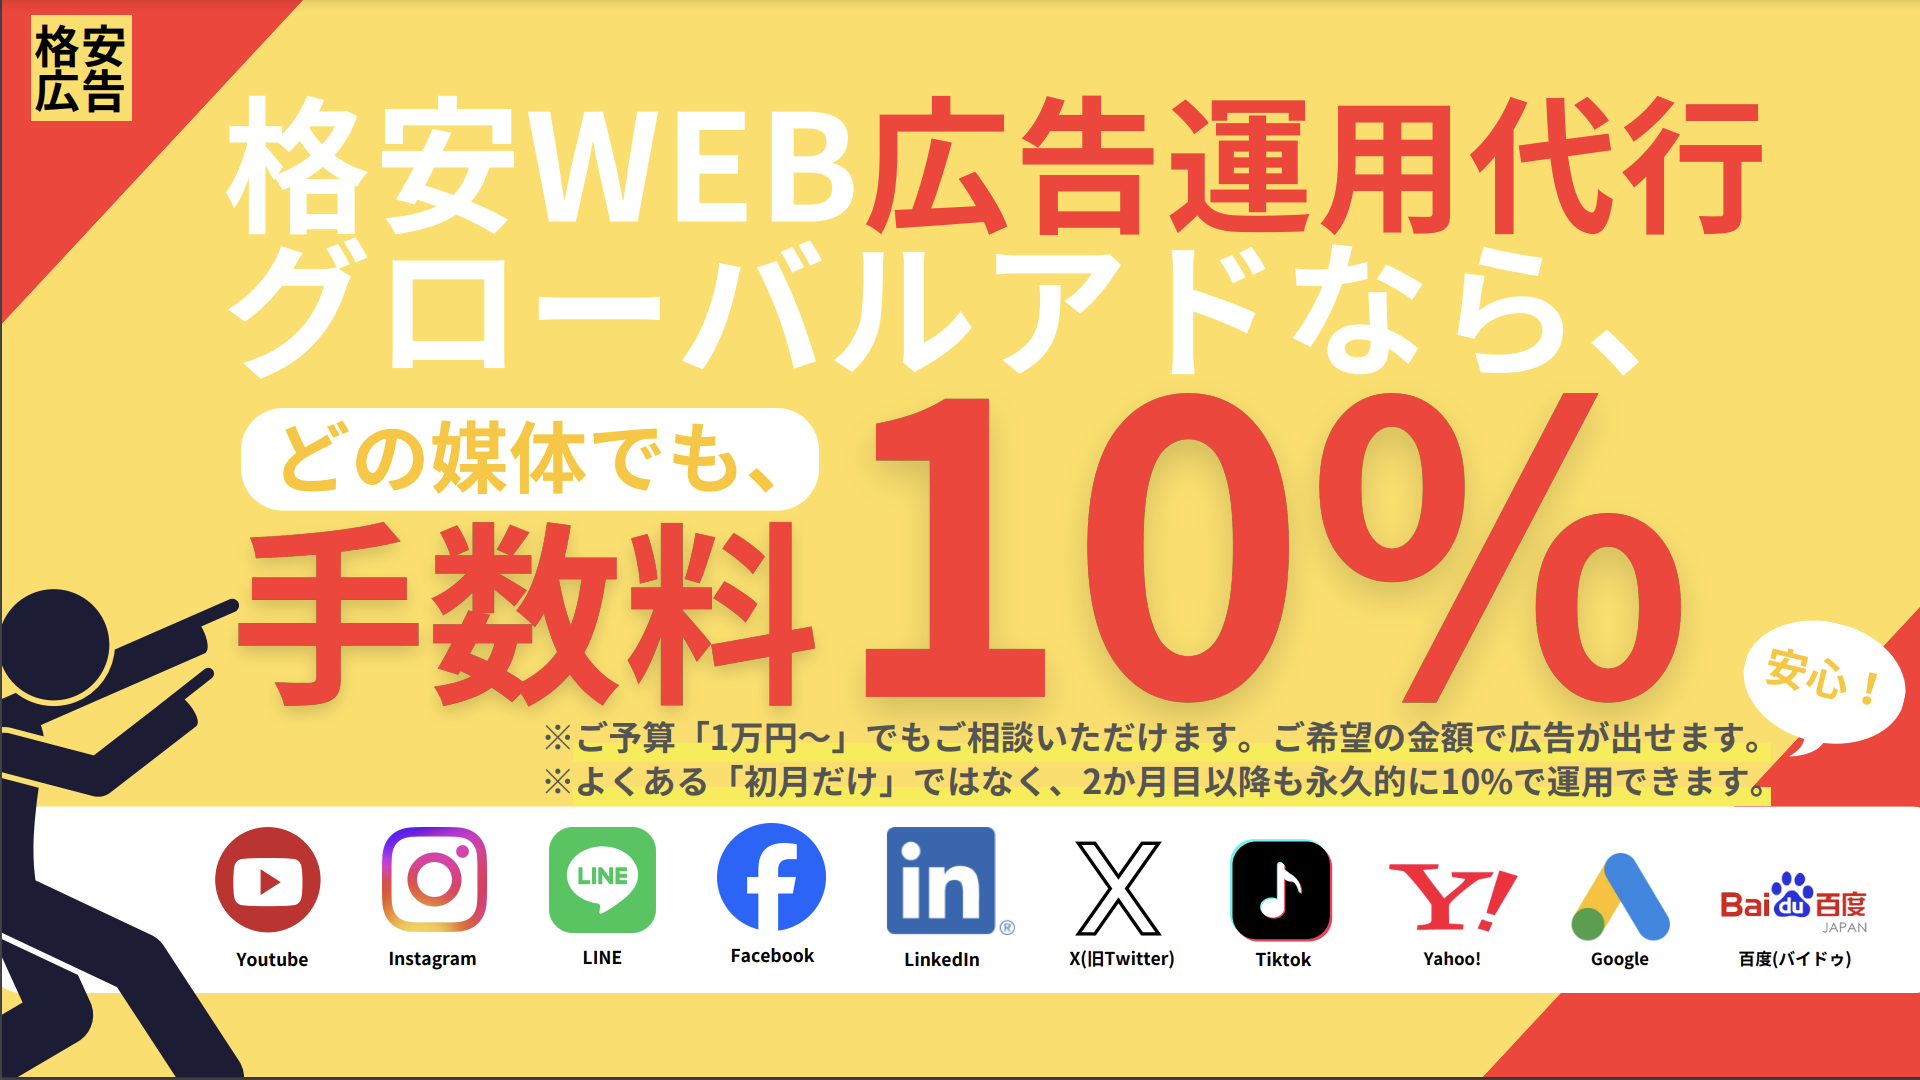 格安
広告
格安WEB広告運用代行
グローバルアドなら、
どの媒体でも、
手数料10%
安心！
※ご予算「1万円〜」でもご相談いただけます。ご希望の金額で広告が出せます。
※よくある「初月だけ」ではなく、2か月目以降も永久的に10%で運用できます。
LINE
in
®
Y!
Bai du 百度
JAPAN
Youtube
Instagram
LINE
Facebook
LinkedIn
X(旧Twitter)
Tiktok
Yahoo!
Google
百度(バイドゥ)